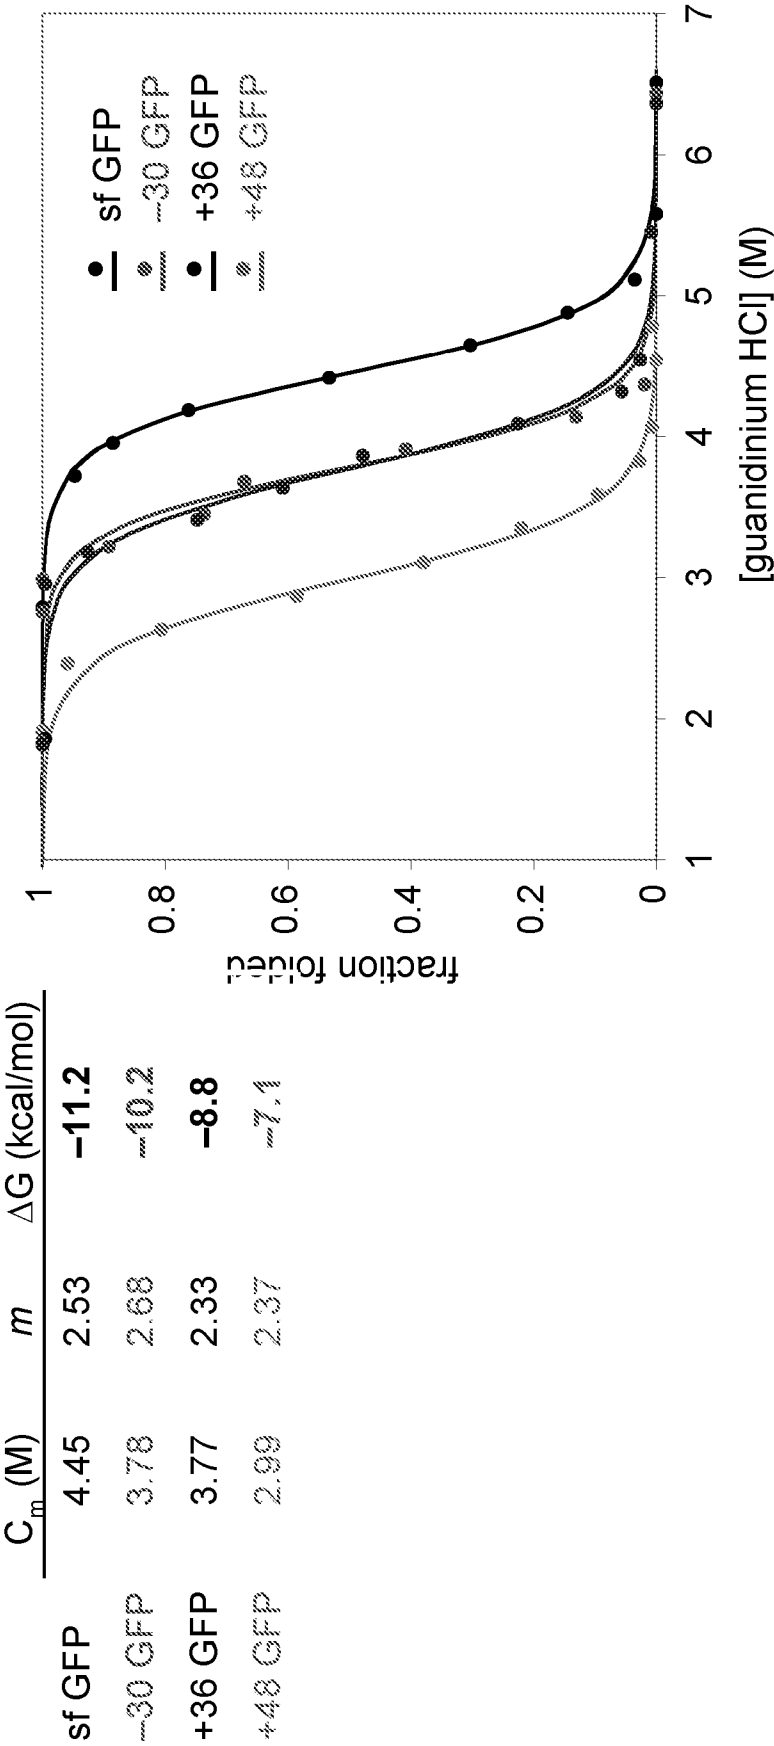 Cm (M) m ΔG (kcal/mol)
sf GFP 4.45 2.53 –11.2
–30 GFP 3.78 2.68 –10.2
+36 GFP 3.77 2.33 –8.8
+48 GFP 2.99 2.37 –7.1
fraction folded
1
0.8
0.6
0.4
0.2
0
1 2 3 4 5 6 7
[guanidinium HCl] (M)
sf GFP
–30 GFP
+36 GFP
+48 GFP